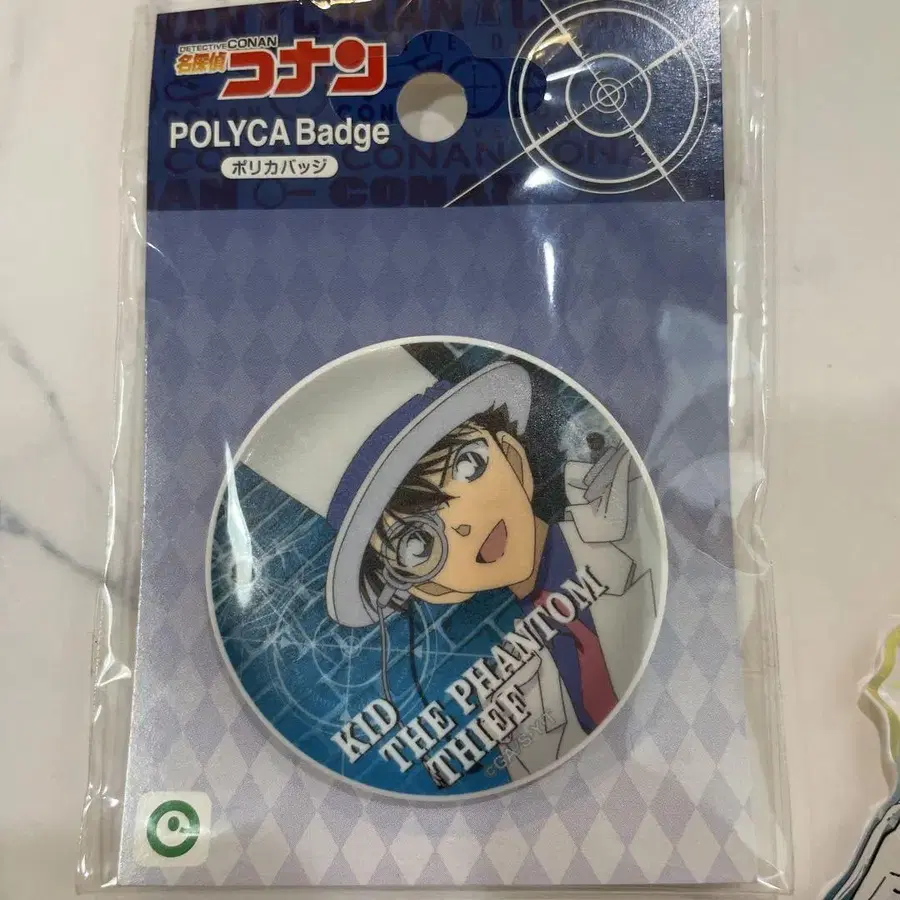 DETECTIVE CONAN
名探偵コナン
POLYCA Badge
ポリカバッジ
CONAN
KID
THE PHANTOM
THIEF